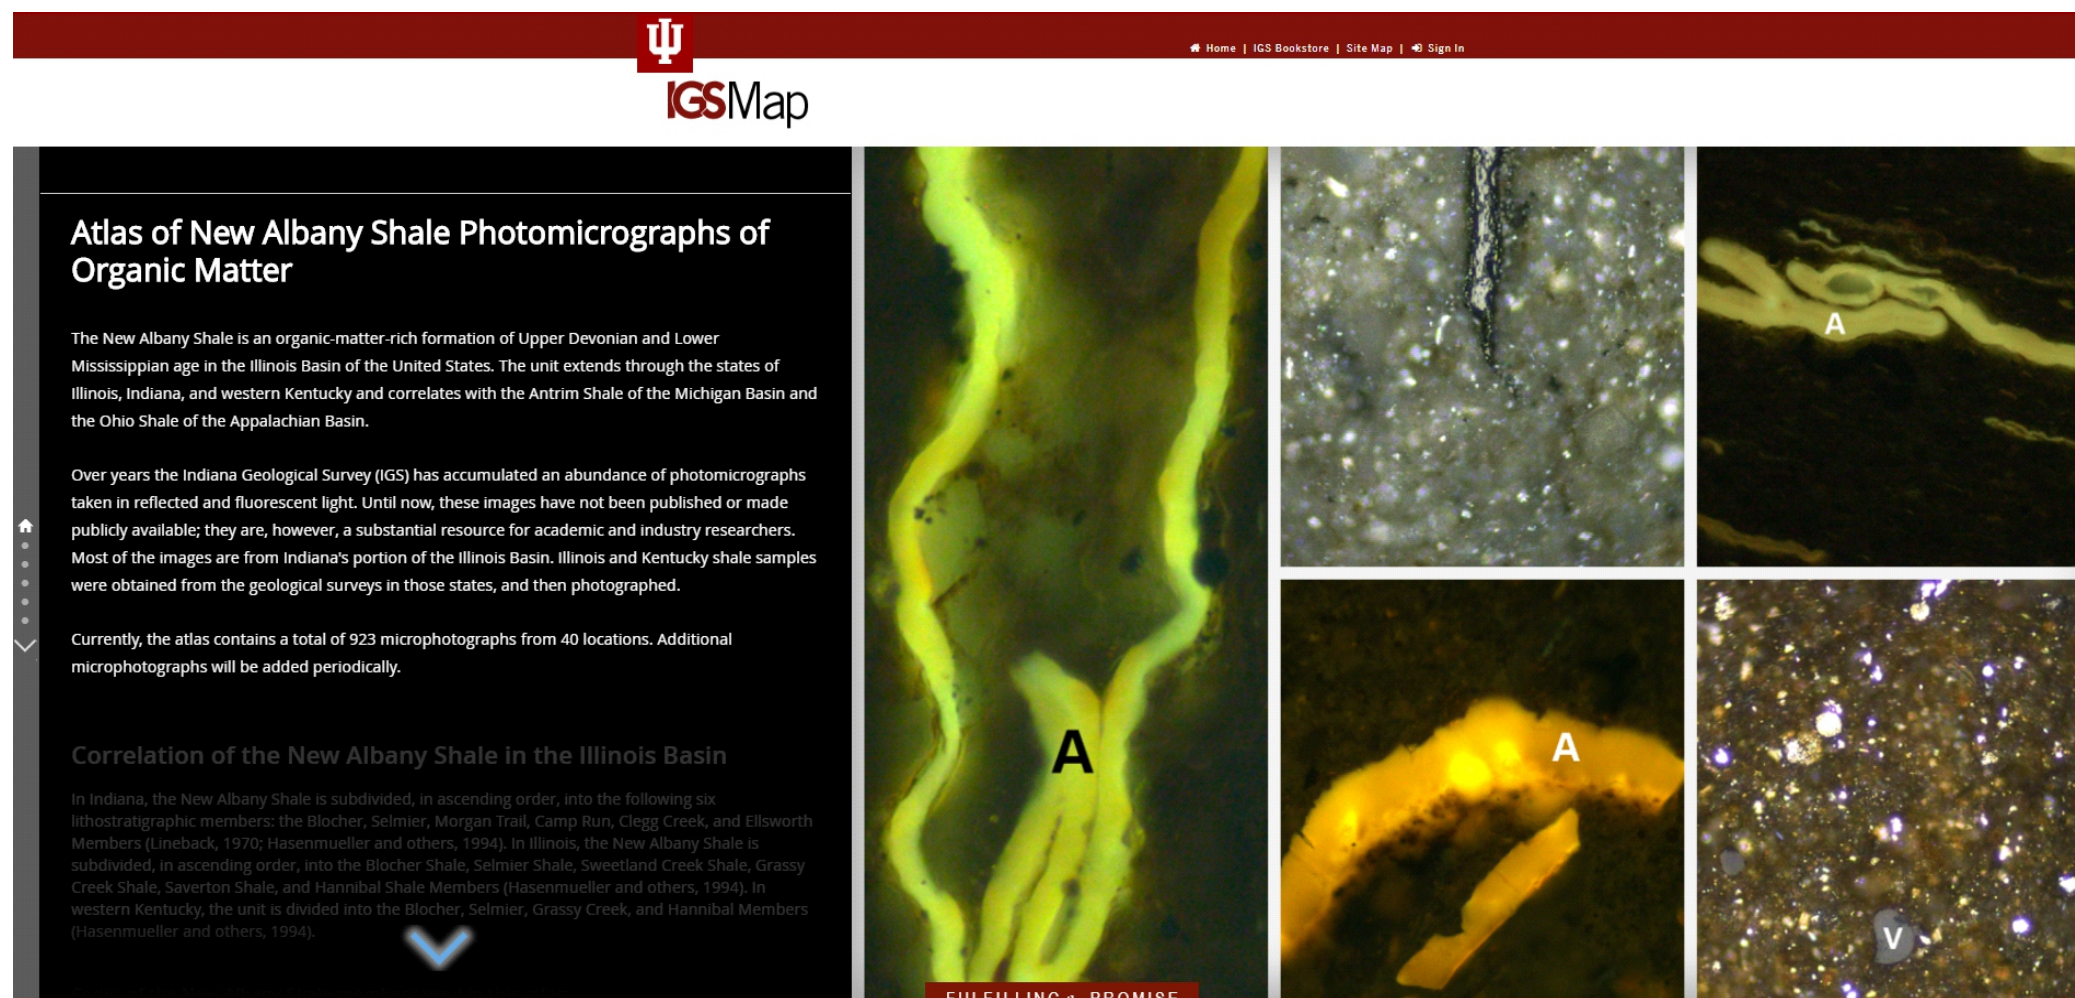 Home | IGS Bookstore | Site Map | Sign In
IGSMap
Atlas of New Albany Shale Photomicrographs of
Organic Matter
The New Albany Shale is an organic-matter-rich formation of Upper Devonian and Lower
Mississippian age in the Illinois Basin of the United States. The unit extends through the states of
Illinois, Indiana, and western Kentucky and correlates with the Antrim Shale of the Michigan Basin and
the Ohio Shale of the Appalachian Basin.
Over years the Indiana Geological Survey (IGS) has accumulated an abundance of photomicrographs
taken in reflected and fluorescent light. Until now, these images have not been published or made
publicly available; they are, however, a substantial resource for academic and industry researchers.
Most of the images are from Indiana's portion of the Illinois Basin. Illinois and Kentucky shale samples
were obtained from the geological surveys in those states, and then photographed.
Currently, the atlas contains a total of 923 microphotographs from 40 locations. Additional
microphotographs will be added periodically.
Correlation of the New Albany Shale in the Illinois Basin
In Indiana, the New Albany Shale is subdivided, in ascending order, into the following six
lithostratigraphic members: the Blocher, Selmier, Morgan Trail, Camp Run, Clegg Creek, and Ellsworth
Members (Lineback, 1970; Hasenmueller and others, 1994). In Illinois, the New Albany Shale is
subdivided, in ascending order, into the Blocher Shale, Selmier Shale, Sweetland Creek Shale, Grassy
Creek Shale, Saverton Shale, and Hannibal Shale Members (Hasenmueller and others, 1994). In
western Kentucky, the unit is divided into the Blocher, Selmier, Grassy Creek, and Hannibal Members
(Hasenmueller and others, 1994).
A
A
A
V
FULFILLING the PROMISE